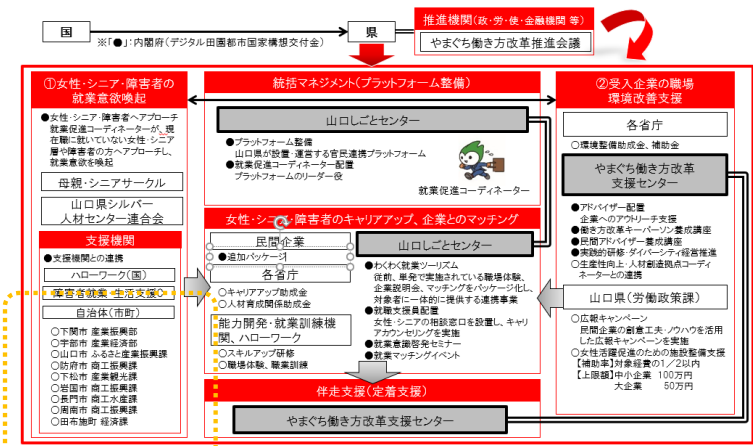 国
※「●」:内閣府(デジタル田園都市国家構想交付金)
県
推進機関(政・労・使・金融機関 等)
やまぐち働き方改革推進会議
①女性・シニア・障害者の
就業意欲喚起
●女性・シニア・障害者へアプローチ
就業促進コーディネーターが、現
在職に就いていない女性・シニア
層や障害者の方へアプローチし、
就業意欲を喚起
母親・シニアサークル
山口県シルバー
人材センター連合会
支援機関
●支援機関との連携
ハローワーク(国)
障害者就業・生活支援C
自治体(市町)
○下関市 産業振興部
○宇部市 産業経済部
○山口市 ふるさと産業振興課
○防府市 商工振興課
○下松市 産業観光課
○岩国市 商工振興課
○長門市 商工水産課
○周南市 商工振興課
○田布施町 経済課
統括マネジメント(プラットフォーム整備)
山口しごとセンター
●プラットフォーム整備
山口県が設置・運営する官民連携プラットフォーム
●就業促進コーディネーター配置
プラットフォームのリーダー役
就業促進コーディネーター
女性・シニア・障害者のキャリアアップ、企業とのマッチング
民間企業
●追加パッケージ
各省庁
○キャリアアップ助成金
○人材育成関係助成金
能力開発・就業訓練機
関、ハローワーク
○スキルアップ研修
○職場体験、職業訓練
山口しごとセンター
●わくわく就業ツーリズム
従前、単発で実施されている職場体験、
企業説明会、マッチングをパッケージ化し、
対象者に一体的に提供する連携事業
●就職支援員配置
女性・シニアの相談窓口を設置し、キャリ
アカウンセリングを実施
●就業意識啓発セミナー
●就業マッチングイベント
伴走支援(定着支援)
やまぐち働き方改革支援センター
②受入企業の職場
環境改善支援
各省庁
○環境整備助成金、補助金
やまぐち働き方改革
支援センター
●アドバイザー配置
企業へのアウトリーチ支援
●働き方改革キーパーソン養成講座
●民間アドバイザー養成講座
●実践的研修・ダイバーシティ経営推進
○生産性向上・人材創造拠点コーディ
ネータとの連携
山口県(労働政策課)
○広報キャンペーン
民間企業の創意工夫・ノウハウを活用
した広報キャンペーンを実施
○女性活躍促進のための施設整備支援
【補助率】対象経費の1/2以内
【上限額】中小企業 100万円
大企業 50万円